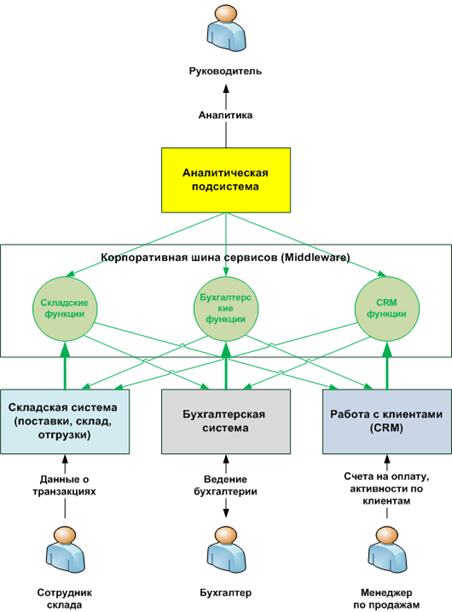 Руководитель
Аналитика
Аналитическая
подсистема
Корпоративная шина сервисов (Middleware)
Складские
функции
Бухгалтерс
кие
функции
CRM
функции
Складская система
(поставки, склад,
отгрузки)
Бухгалтерская
система
Работа с клиентами
(CRM)
Данные о
транзакциях
Ведение
бухгалтерии
Счета на оплату,
активности по
клиентам
Сотрудник
склада
Бухгалтер
Менеджер
по продажам